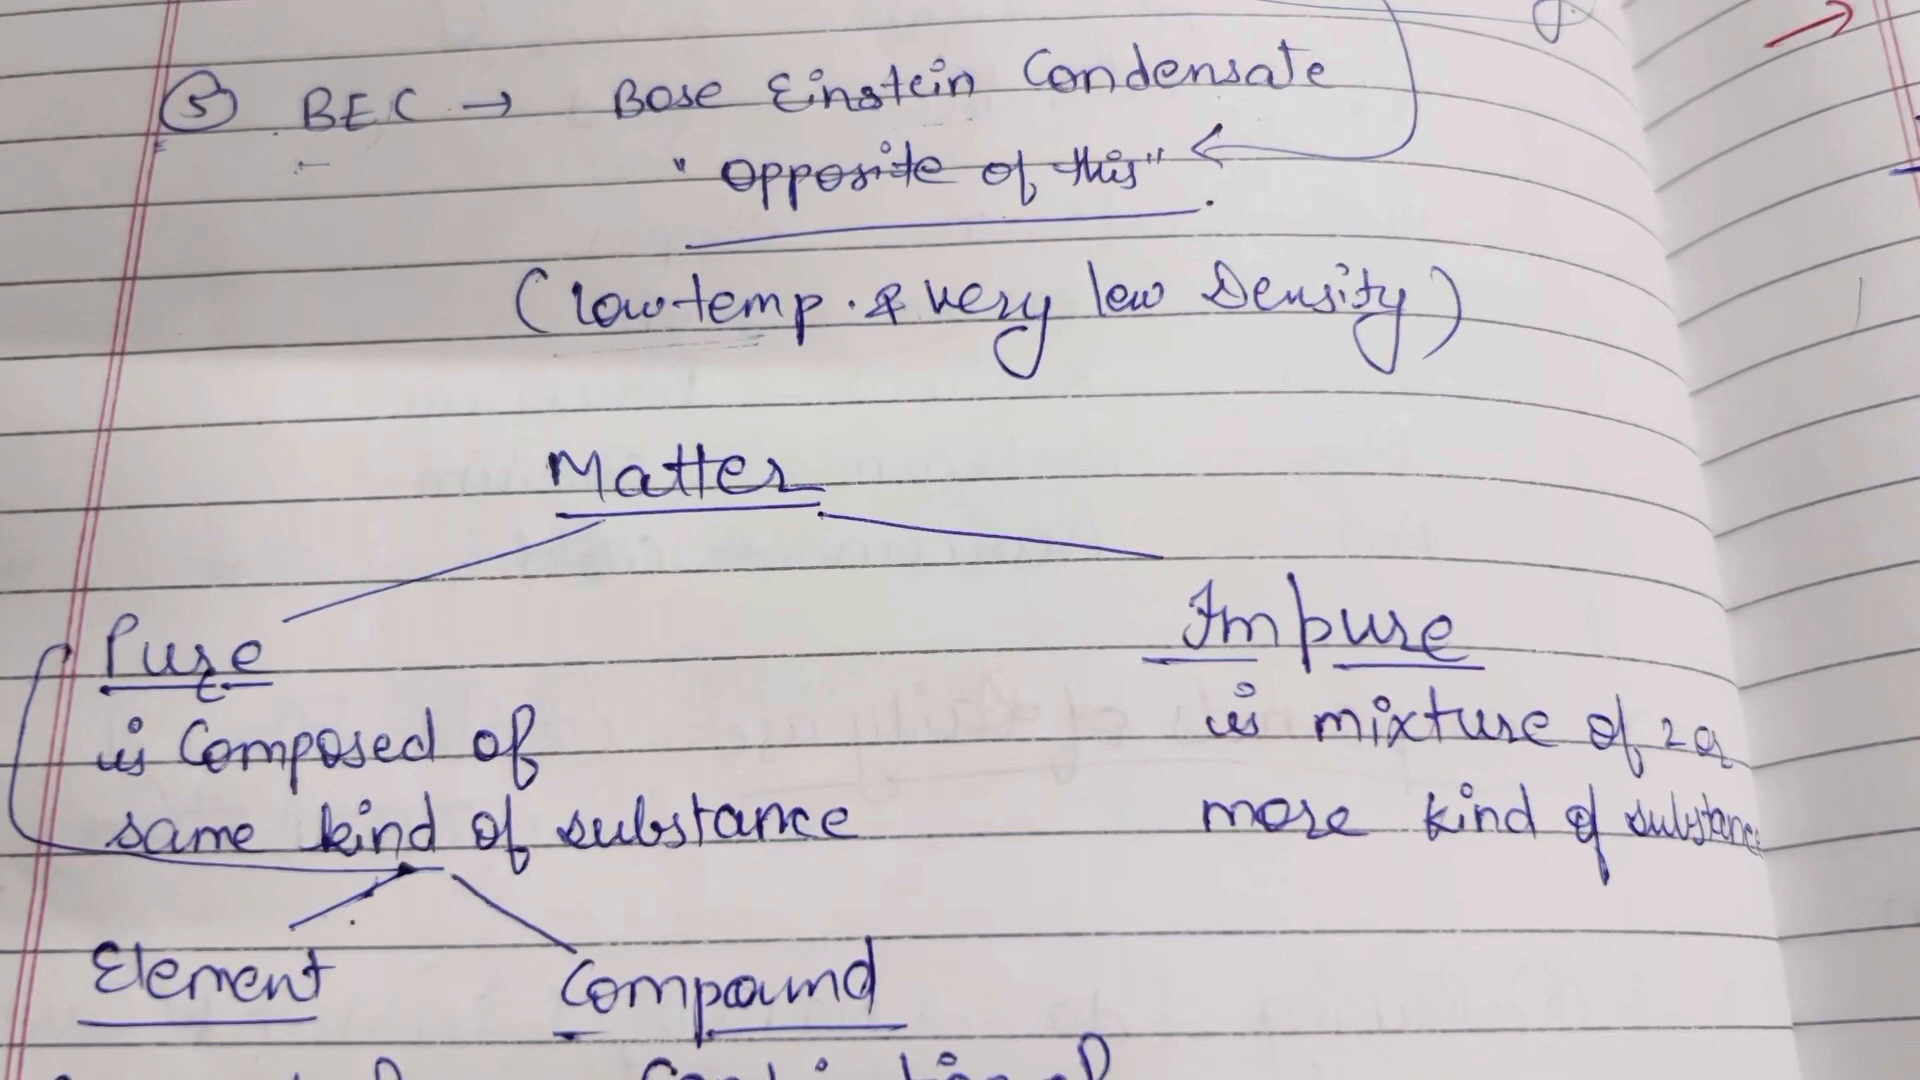 5 BEC → Bose Einstein Condensate
"Opposite of this"
(low temp. & very low Density)
Matter
Pure Impure
is Composed of is mixture of 2 or
same kind of substance more kind of substance
Element Compound